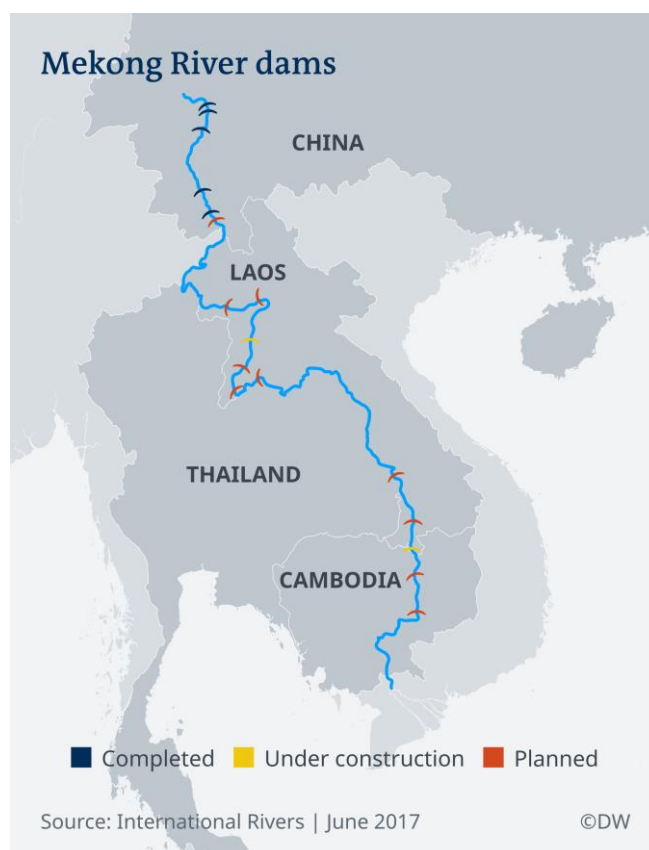 Mekong River dams
CHINA
LAOS
THAILAND
CAMBODIA
Completed Under construction Planned
Source: International Rivers | June 2017 ©DW